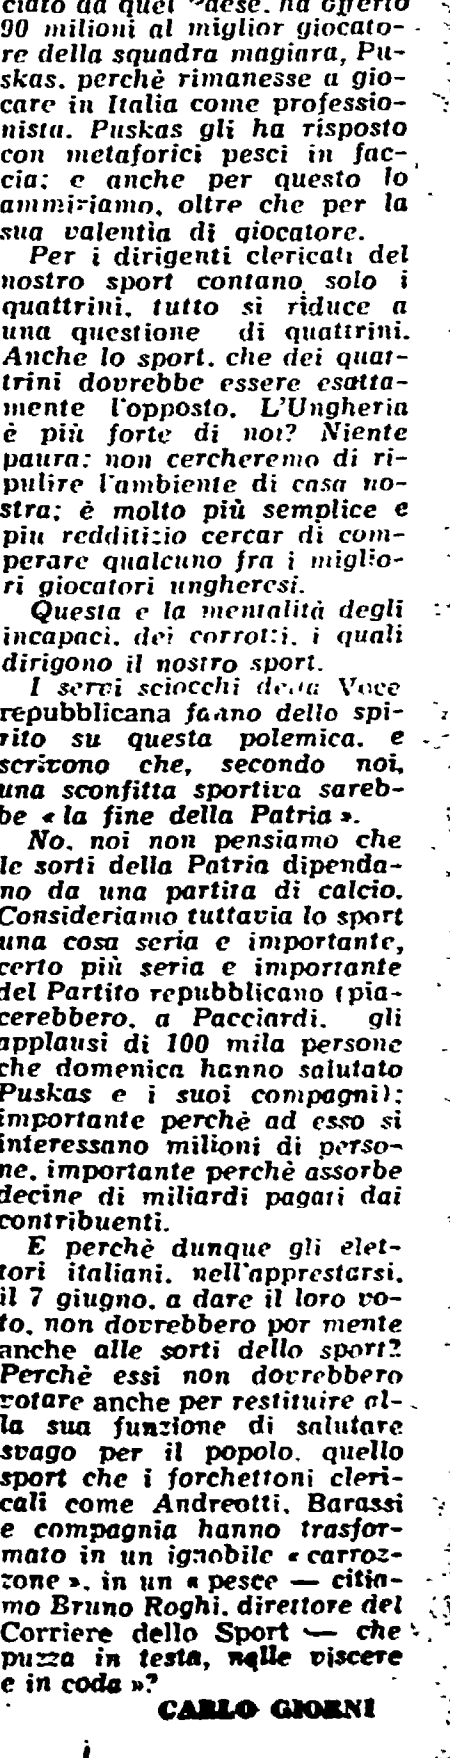 ciato da quel Paese, ha offerto
90 milioni al miglior giocato-
re della squadra magiara, Pu-
skas, perchè rimanesse a gio-
care in Italia come professio-
nista. Puskas gli ha risposto
con metaforici pesci in fac-
cia; e anche per questo lo
ammiriamo, oltre che per la
sua valentìa di giocatore.
Per i dirigenti clericali del
nostro sport contano solo i
quattrini, tutto si riduce a
una questione di quattrini.
Anche lo sport, che dei quat-
trini dovrebbe essere esatta-
mente l'opposto. L'Ungheria
è più forte di noi? Niente
paura: non cercheremo di ri-
pulire l'ambiente di casa no-
stra; è molto più semplice e
più redditizio cercar di com-
perare qualcuno fra i miglio-
ri giocatori ungheresi.
Questa è la mentalità degli
incapaci, dei corrotti, i quali
dirigono il nostro sport.
I servi sciocchi della Voce
repubblicana fanno dello spi-
rito su questa polemica, e
scrivono che, secondo noi,
una sconfitta sportiva sareb-
be « la fine della Patria ».
No, noi non pensiamo che
le sorti della Patria dipenda-
no da una partita di calcio.
Consideriamo tuttavia lo sport
una cosa seria e importante,
certo più seria e importante
del Partito repubblicano (pia-
cerebbero, a Pacciardi, gli
applausi di 100 mila persone
che domenica hanno salutato
Puskas e i suoi compagni);
importante perchè ad esso si
interessano milioni di perso-
ne, importante perchè assorbe
decine di miliardi pagati dai
contribuenti.
E perchè dunque gli elet-
tori italiani, nell'apprestarsi,
il 7 giugno, a dare il loro vo-
to, non dovrebbero por mente
anche alle sorti dello sport?
Perchè essi non dovrebbero
votare anche per restituire al-
la sua funzione di salutare
svago per il popolo, quello
sport che i forchettoni cleri-
cali come Andreotti, Barassi
e compagnia hanno trasfor-
mato in un ignobile « carroz-
zone », in un « pesce — citia-
mo Bruno Roghi, direttore del
Corriere dello Sport — che
puzza in testa, nelle viscere
e in coda »?
CARLO GIORNI